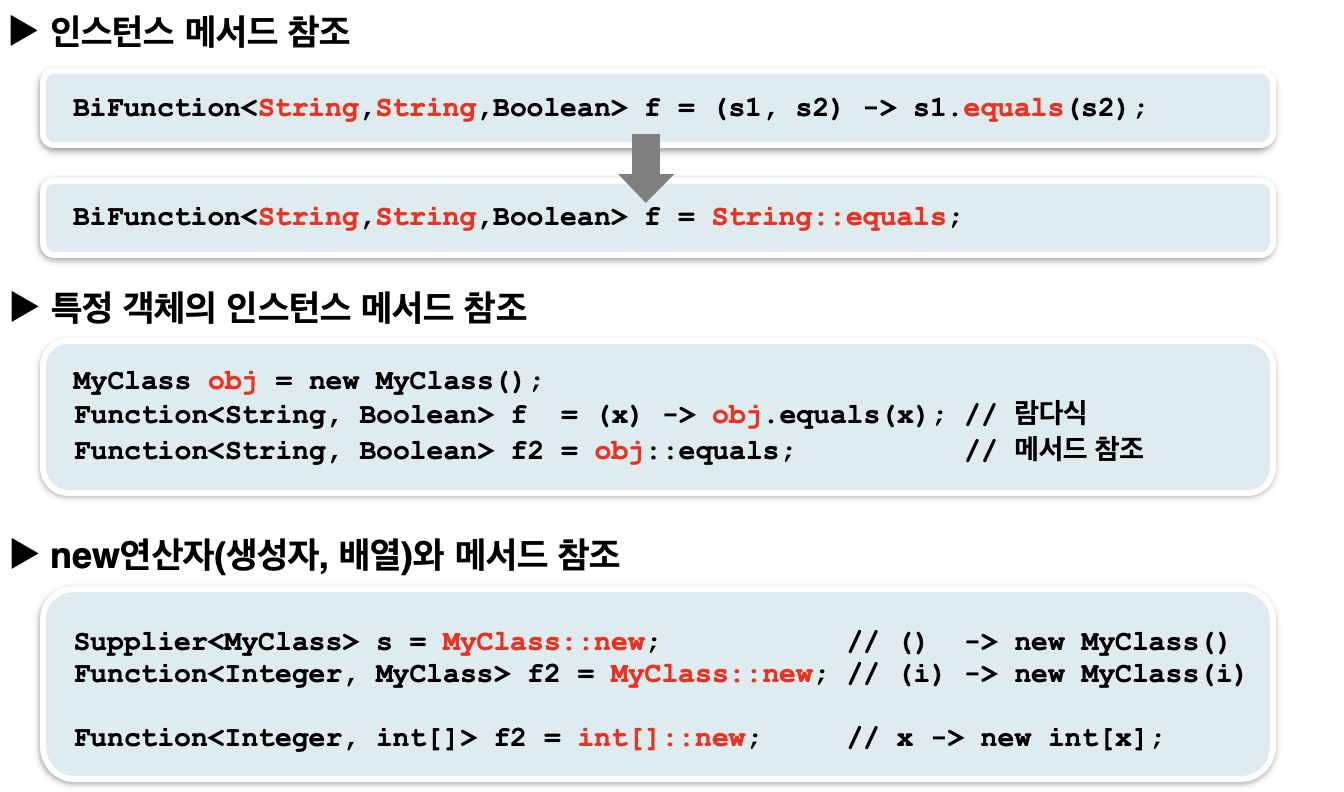 ▶ 인스턴스 메서드 참조
BiFunction<String,String,Boolean> f = (s1, s2) -> s1.equals(s2);
BiFunction<String,String,Boolean> f = String::equals;
▶ 특정 객체의 인스턴스 메서드 참조
MyClass obj = new MyClass();
Function<String, Boolean> f  = (x) -> obj.equals(x); // 람다식
Function<String, Boolean> f2 = obj::equals;          // 메서드 참조
▶ new연산자(생성자, 배열)와 메서드 참조
Supplier<MyClass> s = MyClass::new;           // ()  -> new MyClass()
Function<Integer, MyClass> f2 = MyClass::new; // (i) -> new MyClass(i)
Function<Integer, int[]> f2 = int[]::new;     // x -> new int[x];